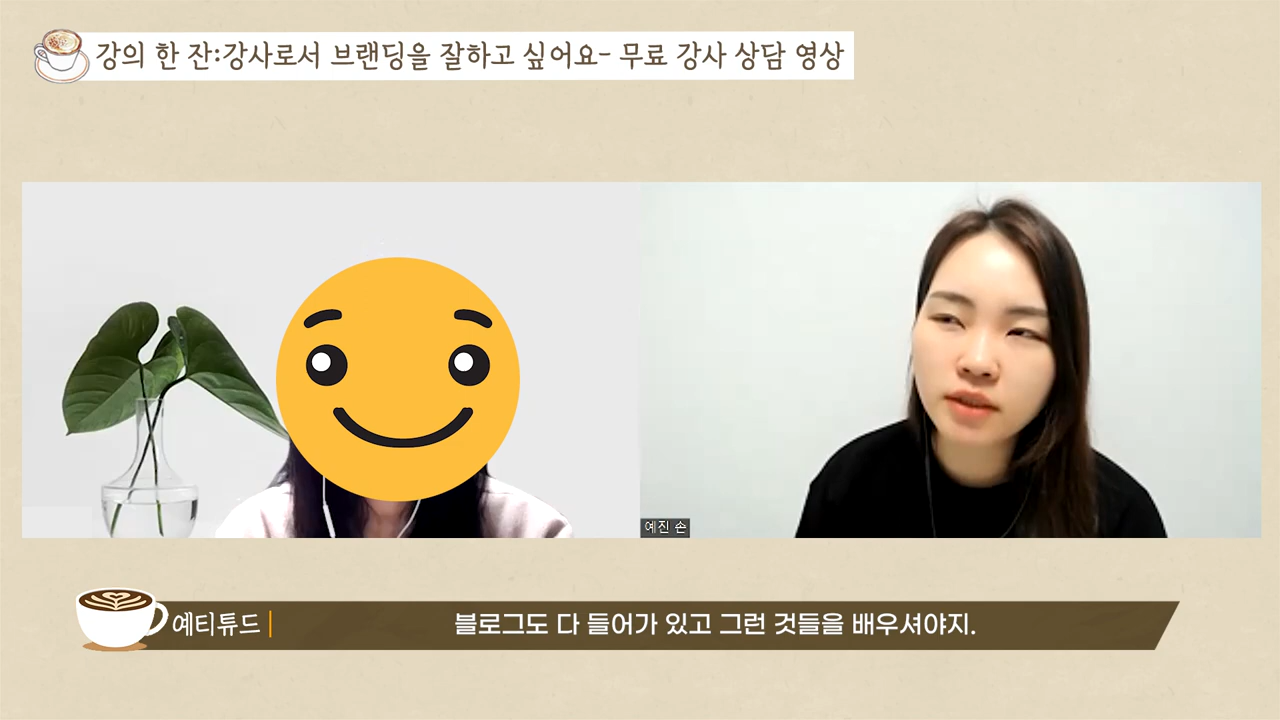 강의 한 잔:강사로서 브랜딩을 잘하고 싶어요- 무료 강사 상담 영상
예진 손
예티튜드
블로그도 다 들어가 있고 그런 것들을 배우셔야지.